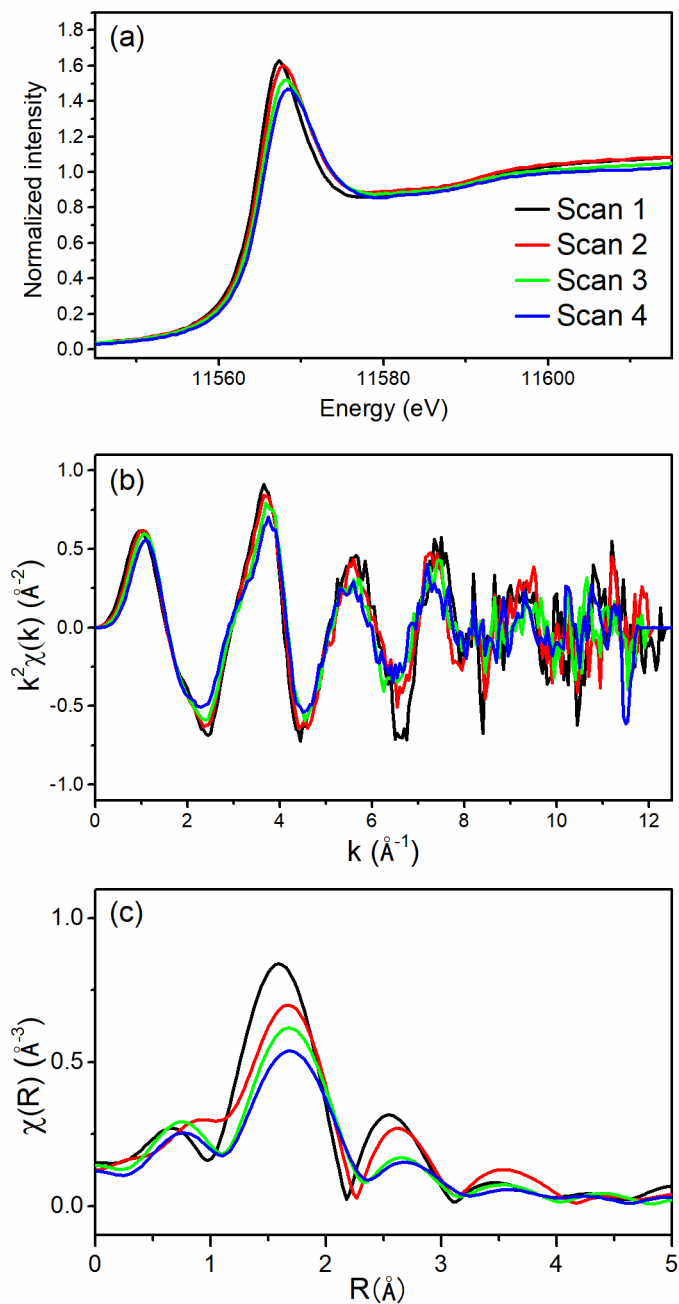 (a)
Normalized intensity
1.8
1.6
1.4
1.2
1.0
0.8
0.6
0.4
0.2
0.0
Scan 1
Scan 2
Scan 3
Scan 4
11560 11580 11600
Energy (eV)
(b)
k²χ(k) (Å⁻²)
1.0
0.5
0.0
-0.5
-1.0
0 2 4 6 8 10 12
k (Å⁻¹)
(c)
χ(R) (Å⁻³)
1.0
0.5
0.0
0 1 2 3 4 5
R(Å)